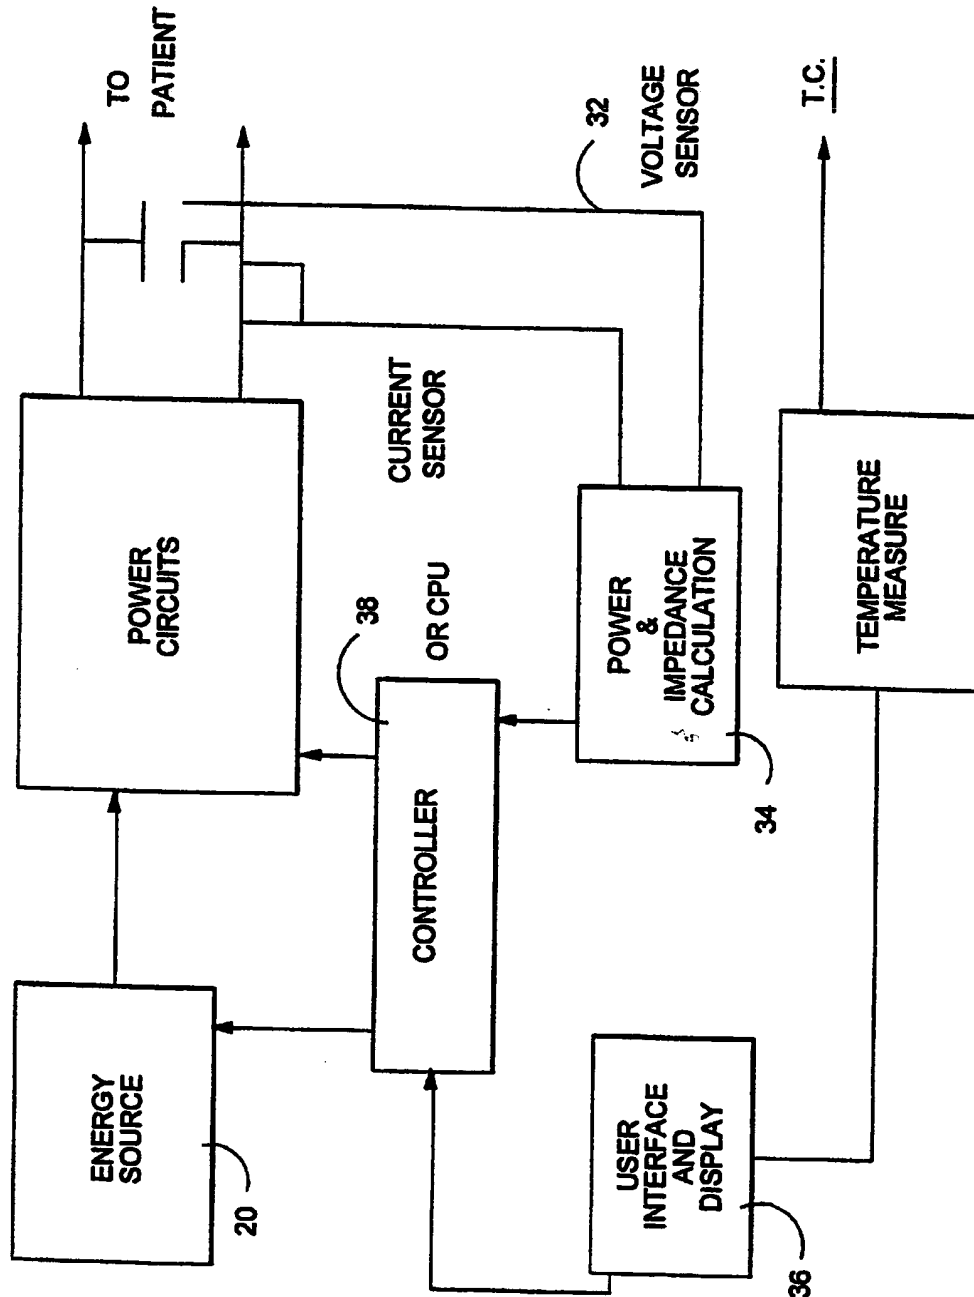 ENERGY
SOURCE
20
POWER
CIRCUITS
TO
PATIENT
CONTROLLER
38
OR CPU
CURRENT
SENSOR
32
VOLTAGE
SENSOR
POWER
&
IMPEDANCE
CALCULATION
34
USER
INTERFACE
AND
DISPLAY
36
TEMPERATURE
MEASURE
T.C.